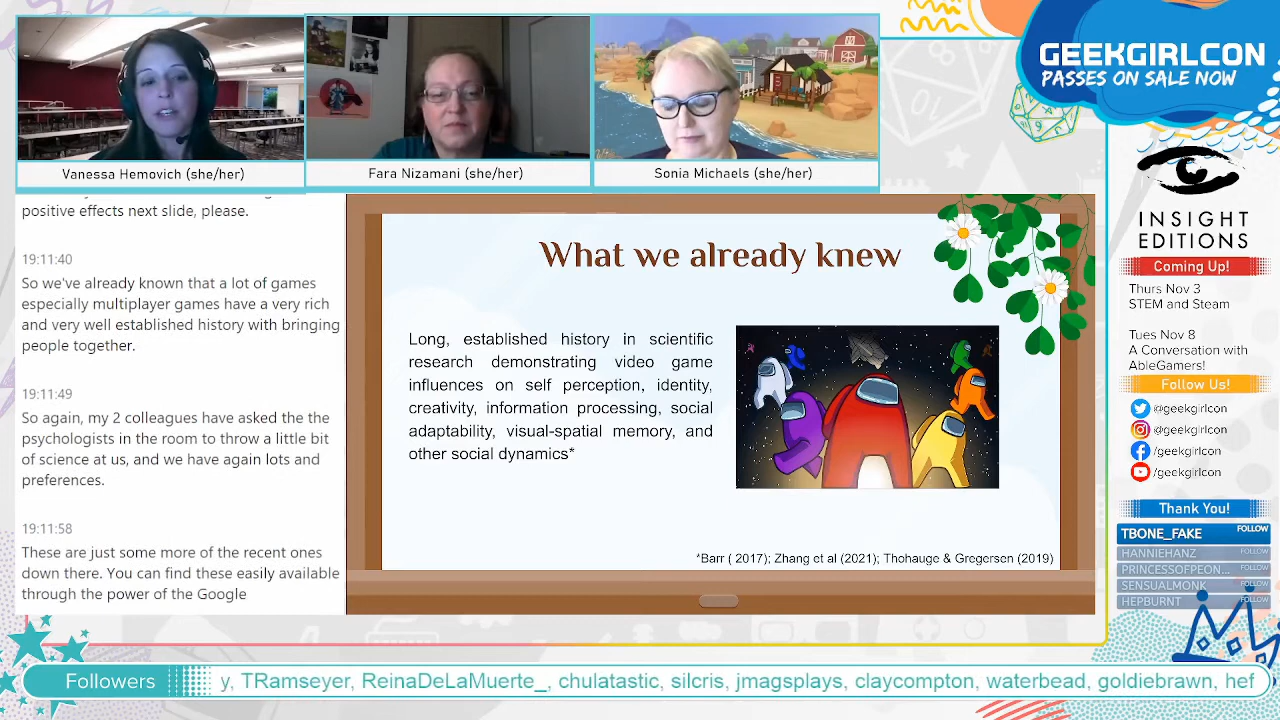 GEEKGIRLCON
PASSES ON SALE NOW
Vanessa Hemovich (she/her)
Fara Nizamani (she/her)
Sonia Michaels (she/her)
positive effects next slide, please.
19:11:40
So we've already known that a lot of games
especially multiplayer games have a very rich
and very well established history with bringing
people together.
19:11:49
So again, my 2 colleagues have asked the the
psychologists in the room to throw a little bit
of science at us, and we have again lots and
preferences.
19:11:58
These are just some more of the recent ones
down there. You can find these easily available
through the power of the Google
What we already knew
Long, established history in scientific
research demonstrating video game
influences on self perception, identity,
creativity, information processing, social
adaptability, visual-spatial memory, and
other social dynamics*
*Barr ( 2017); Zhang et al (2021); Thohauge & Gregersen (2019)
INSIGHT
EDITIONS
Coming Up!
Thurs Nov 3
STEM and Steam
Tues Nov 8
A Conversation with
AbleGamers!
Follow Us!
@geekgirlcon
@geekgirlcon
/geekgirlcon
/geekgirlcon
Thank You!
TBONE_FAKE FOLLOW
HANNIEHANZ FOLLOW
PRINCESSOFPEON... FOLLOW
SENSUALMONK FOLLOW
HEPBURNT FOLLOW
Followers
y, TRamseyer, ReinaDeLaMuerte_, chulatastic, silcris, jmagsplays, claycompton, waterbead, goldiebrawn, hef